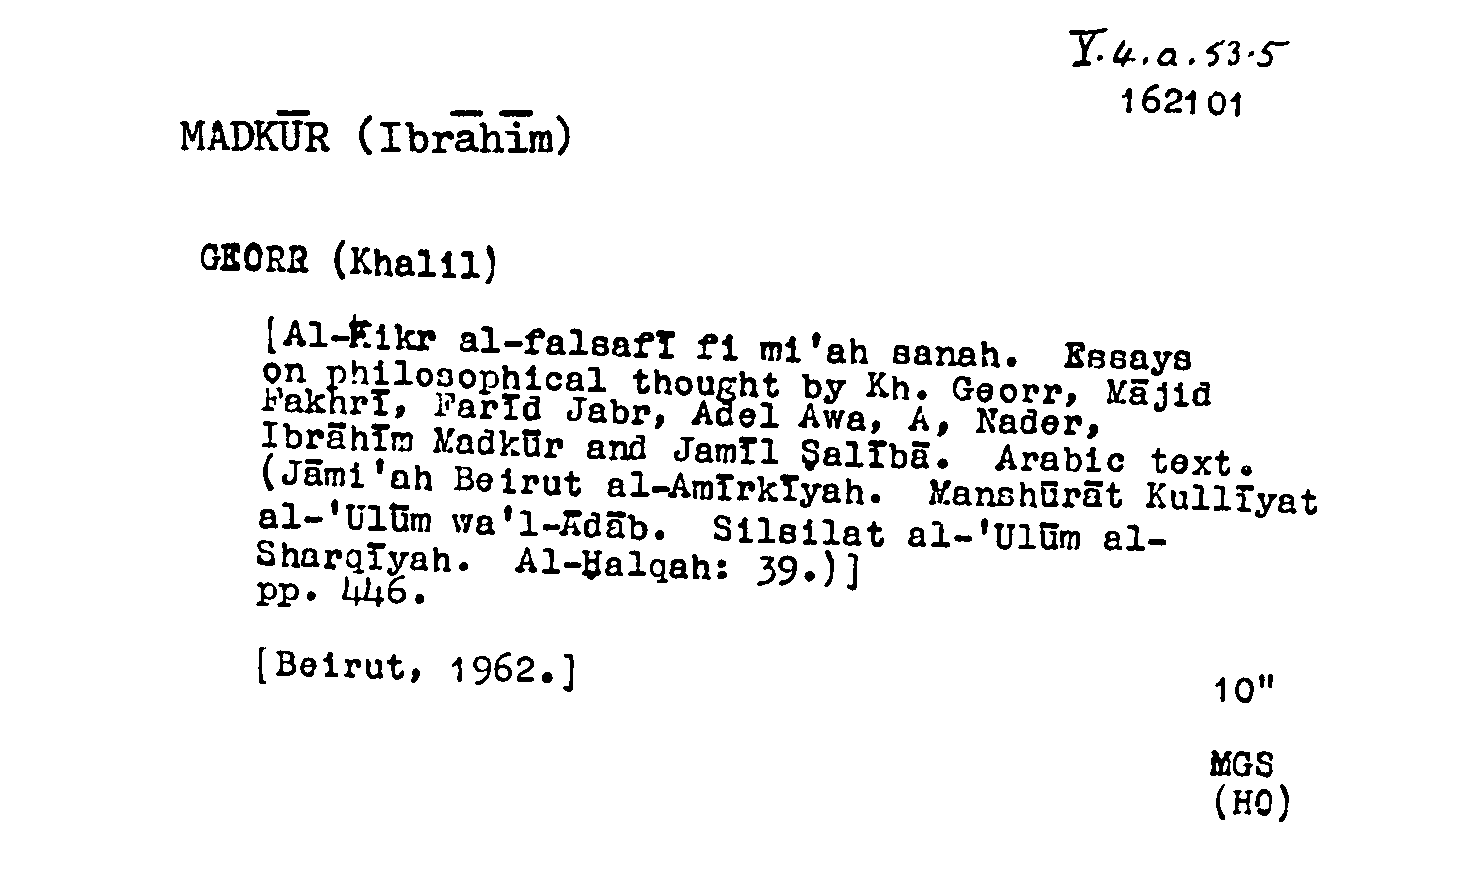 Y.4.a.53.5
162101
MADKŪR (Ibrāhīm)
GEORR (Khalil)
[Al-Fikr al-falsafī fi mi'ah sanah. Essays
on philosophical thought by Kh. Georr, Mājid
Fakhrī, Farīd Jabr, Adel Awa, A, Nader,
Ibrāhīm Madkūr and Jamīl Ṣalībā. Arabic text.
(Jāmi'ah Beirut al-Amīrkīyah. Manshūrāt Kullīyat
al-'Ulūm wa'l-Ādāb. Silsilat al-'Ulūm al-
Sharqīyah. Al-Ḥalqah: 39.)]
pp. 446.
[Beirut, 1962.]
10"
MGS
(HO)